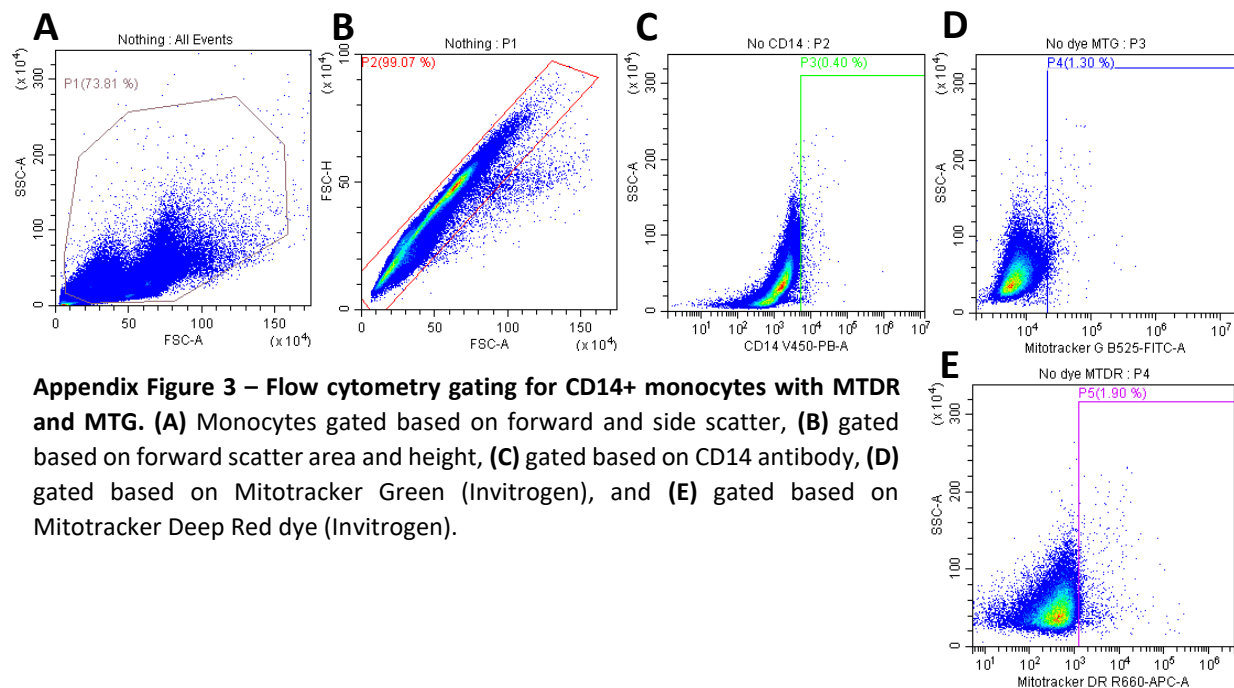 A
Nothing : All Events
(x 10⁴)
P1(73.81 %)
300
200
100
0
SSC-A
0 50 100 150
FSC-A (x 10⁴)
B
Nothing : P1
(x 10⁴)
P2(99.07 %)
100
50
0
FSC-H
0 50 100 150
FSC-A (x 10⁴)
C
No CD14 : P2
P3(0.40 %)
(x 10⁴)
300
200
100
0
SSC-A
10¹ 10² 10³ 10⁴ 10⁵ 10⁶ 10⁷
CD14 V450-PB-A
D
No dye MTG : P3
P4(1.30 %)
(x 10⁴)
300
200
100
0
SSC-A
10⁴ 10⁵ 10⁶ 10⁷
Mitotracker G B525-FITC-A
E
No dye MTDR : P4
P5(1.90 %)
(x 10⁴)
300
200
100
0
SSC-A
10¹ 10² 10³ 10⁴ 10⁵ 10⁶
Mitotracker DR R660-APC-A
Appendix Figure 3 – Flow cytometry gating for CD14+ monocytes with MTDR
and MTG. (A) Monocytes gated based on forward and side scatter, (B) gated
based on forward scatter area and height, (C) gated based on CD14 antibody, (D)
gated based on Mitotracker Green (Invitrogen), and (E) gated based on
Mitotracker Deep Red dye (Invitrogen).